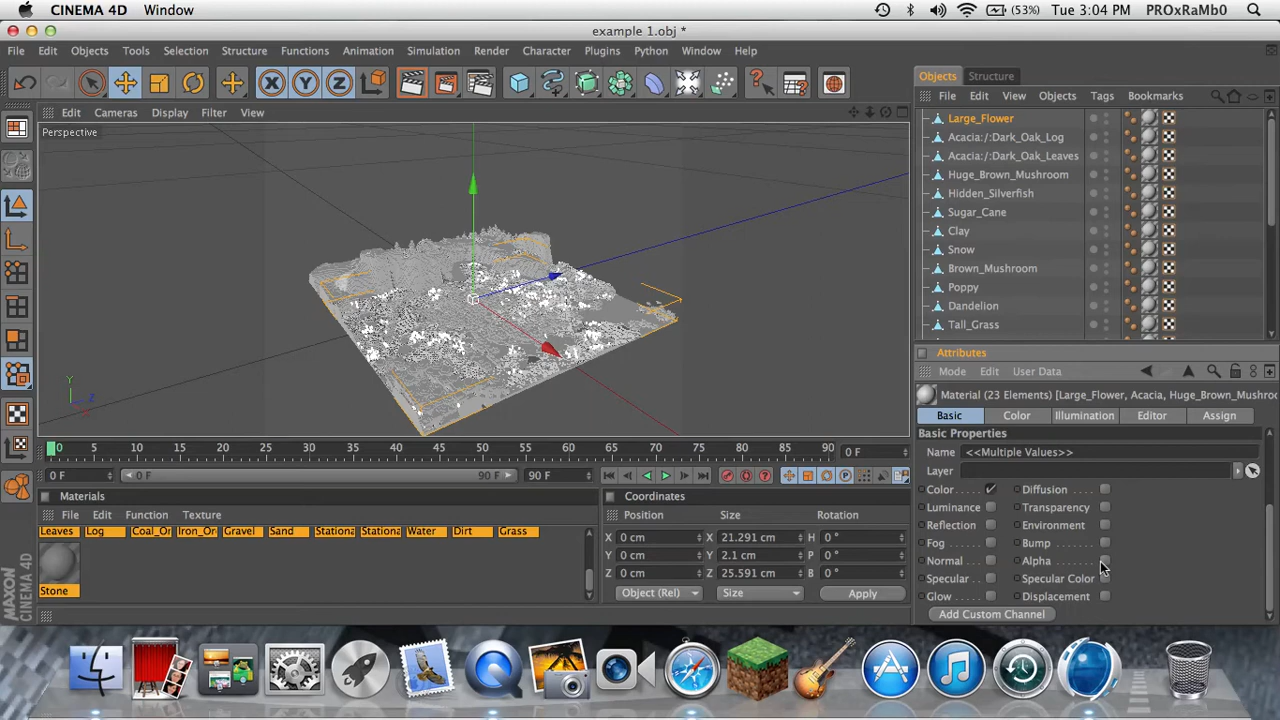 CINEMA 4D Window (53%) Tue 3:04 PM PROxRaMb0
example 1.obj *
File Edit Objects Tools Selection Structure Functions Animation Simulation Render Character Plugins Python Window Help
X Y Z
Objects Structure
File Edit View Objects Tags Bookmarks
Edit Cameras Display Filter View
Perspective
Y
Z
Large_Flower
Acacia/:Dark_Oak_Log
Acacia/:Dark_Oak_Leaves
Huge_Brown_Mushroom
Hidden_Silverfish
Sugar_Cane
Clay
Snow
Brown_Mushroom
Poppy
Dandelion
Tall_Grass
Attributes
Mode Edit User Data
Material (23 Elements) [Large_Flower, Acacia, Huge_Brown_Mushroo
Basic Color Illumination Editor Assign
Basic Properties
Name <<Multiple Values>>
Layer
Color..... Diffusion ....
Luminance Transparency
Reflection Environment
Fog ....... Bump .......
Normal ... Alpha .......
Specular .. Specular Color
Glow ...... Displacement
Add Custom Channel
0 5 10 15 20 25 30 35 40 45 50 55 60 65 70 75 80 85 90 0 F
0 F 0 F 90 F 90 F
Materials
File Edit Function Texture
Leaves Log Coal_Or Iron_Or Gravel Sand Stationa Stationa Water Dirt Grass
Stone
MAXON
CINEMA 4D
Coordinates
Position Size Rotation
X 0 cm X 21.291 cm H 0 °
Y 0 cm Y 2.1 cm P 0 °
Z 0 cm Z 25.591 cm B 0 °
Object (Rel) Size Apply